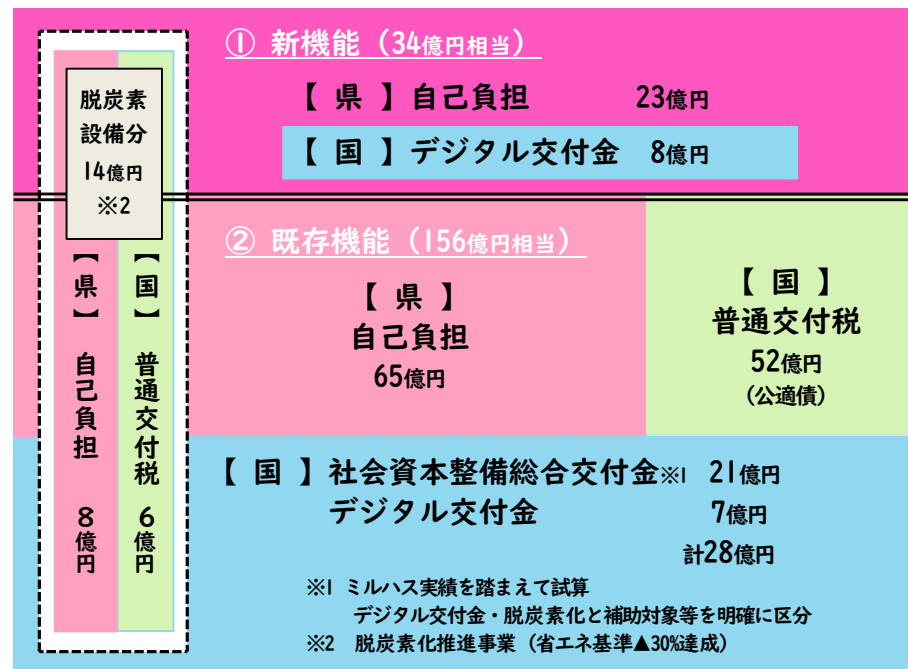 ① 新機能（34億円相当）
【 県 】自己負担 23億円
【 国 】デジタル交付金 8億円
脱炭素
設備分
14億円
※2
【県】 自己負担 8億円
【国】 普通交付税 6億円
② 既存機能（156億円相当）
【 県 】
自己負担
65億円
【 国 】
普通交付税
52億円
（公適債）
【 国 】社会資本整備総合交付金※1 21億円
デジタル交付金 7億円
計28億円
※1 ミルハス実績を踏まえて試算
デジタル交付金・脱炭素化と補助対象等を明確に区分
※2 脱炭素化推進事業（省エネ基準▲30%達成）